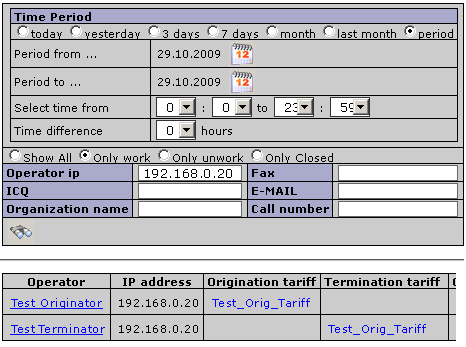 Time Period
today yesterday 3 days 7 days month last month period
Period from ... 29.10.2009 12
Period to ... 29.10.2009 12
Select time from 0 : 0 to 23 : 59
Time difference 0 hours
Show All Only work Only unwork Only Closed
Operator ip 192.168.0.20 Fax
ICQ E-MAIL
Organization name Call number
Operator IP address Origination tariff Termination tariff
Test Originator 192.168.0.20 Test_Orig_Tariff
Test Terminator 192.168.0.20 Test_Orig_Tariff